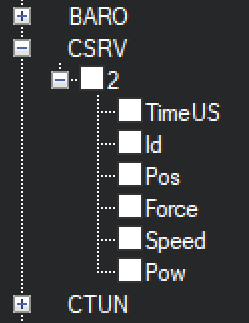 BARO
CSRV
2
TimeUS
Id
Pos
Force
Speed
Pow
CTUN